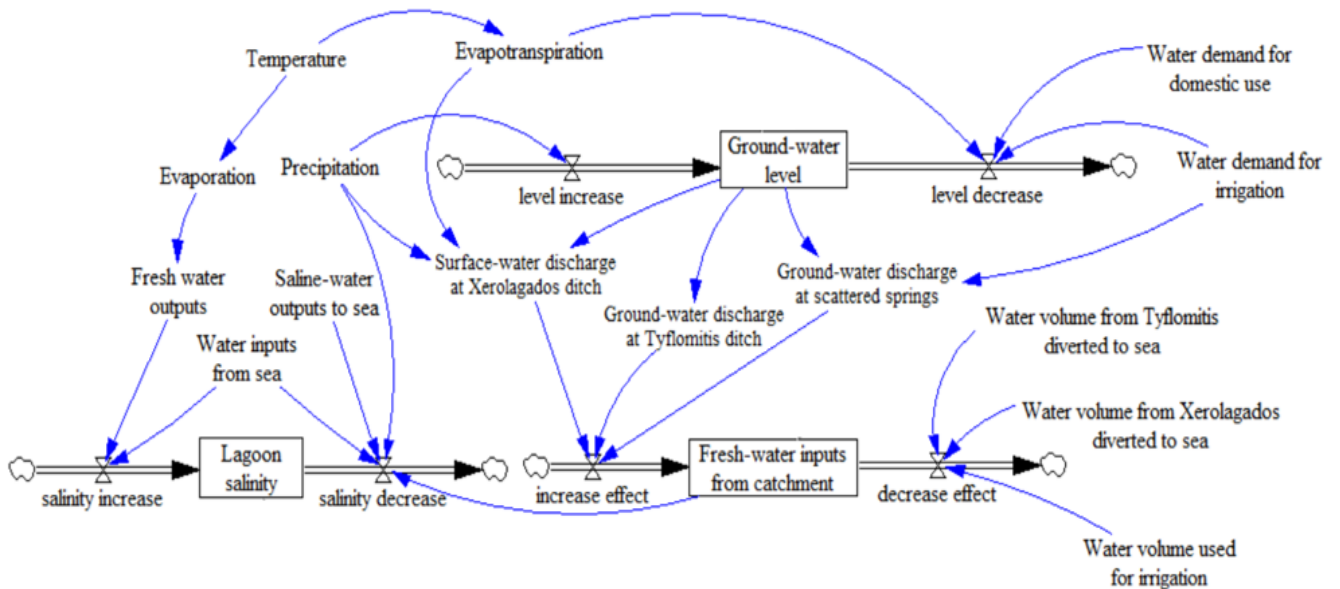 Temperature
Evapotranspiration
Water demand for
domestic use
Evaporation
Precipitation
level increase
Ground-water
level
level decrease
Water demand for
irrigation
Fresh water
outputs
Saline-water
outputs to sea
Surface-water discharge
at Xerolagados ditch
Ground-water discharge
at Tyflomitis ditch
Ground-water discharge
at scattered springs
Water volume from Tyflomitis
diverted to sea
Water inputs
from sea
Water volume from Xerolagados
diverted to sea
salinity increase
Lagoon
salinity
salinity decrease
increase effect
Fresh-water inputs
from catchment
decrease effect
Water volume used
for irrigation